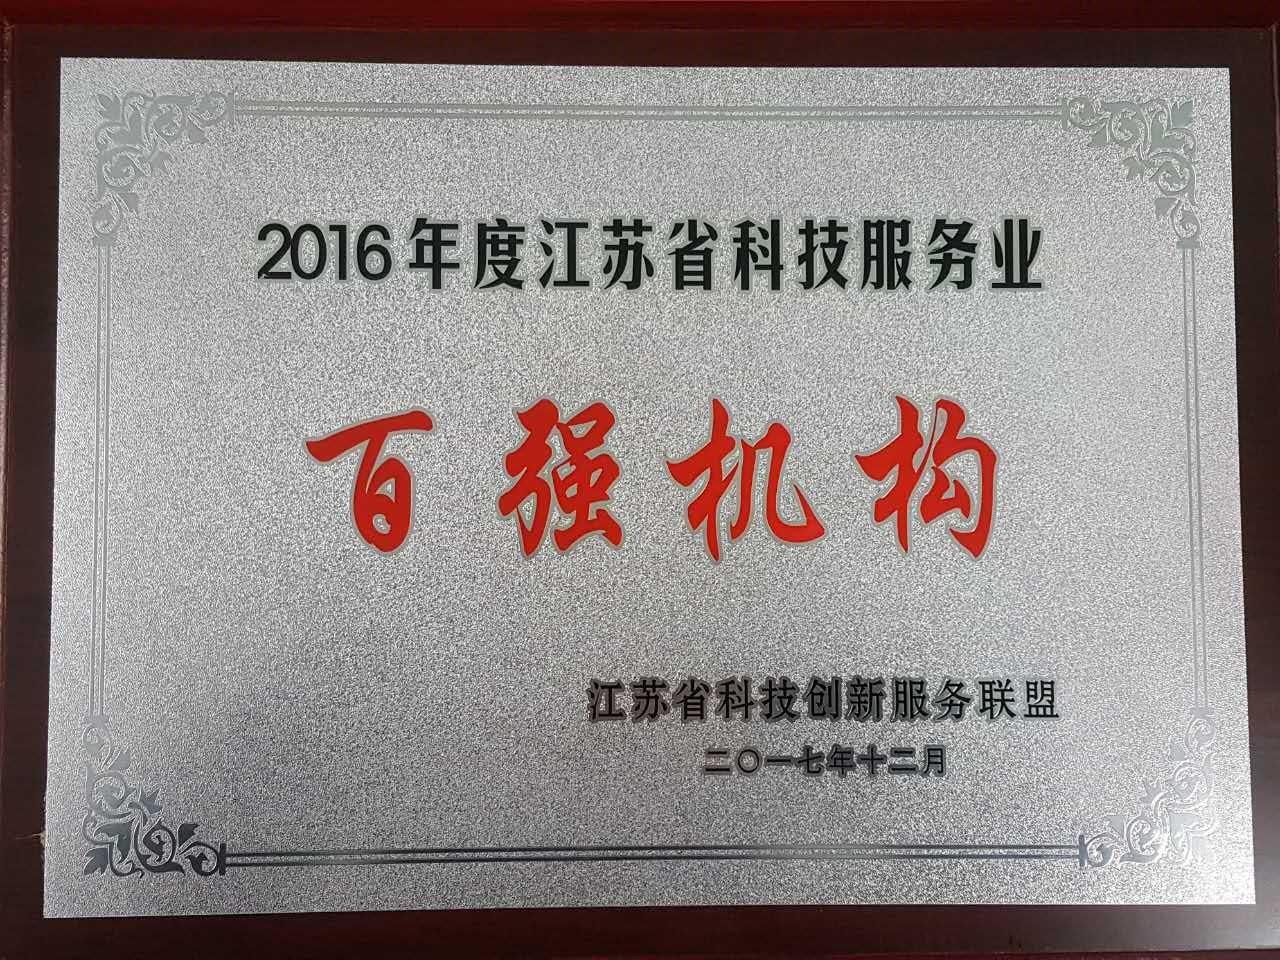 2016年度江苏省科技服务业
百强机构
江苏省科技创新服务联盟
二〇一七年十二月